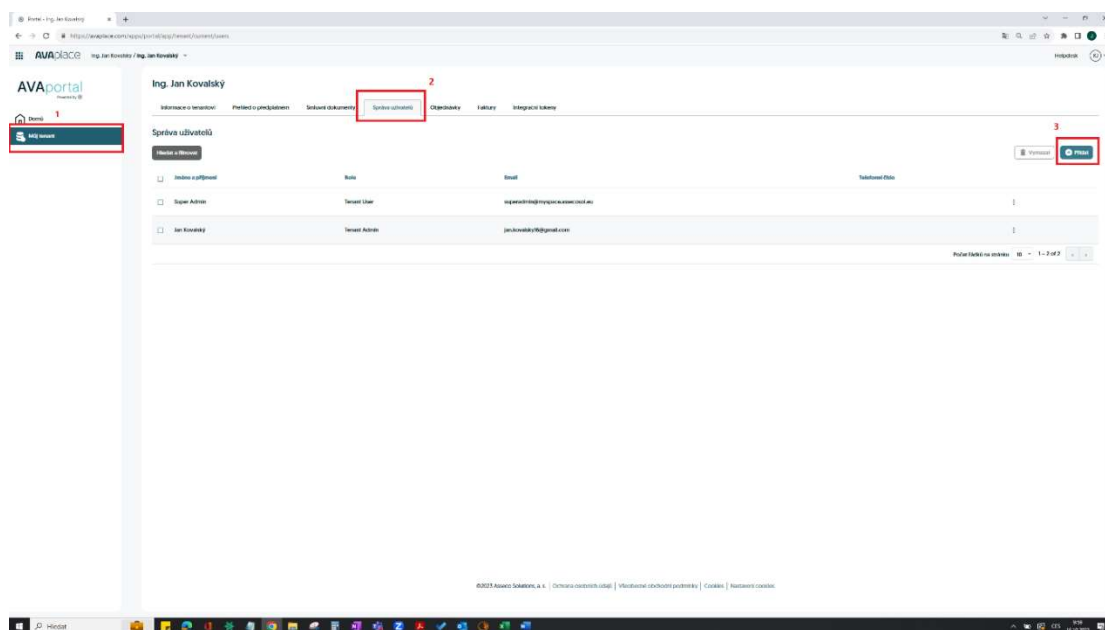 Portal - Ing. Jan Kovalský
https://avaplace.com/apps/portal/app/tenant/current/users
AVAplace Ing. Jan Kovalský / Ing. Jan Kovalský Helpdesk
AVAportal
Ing. Jan Kovalský
2
Informace o tenantovi Přehled o předplatném Smluvní dokumenty Správa uživatelů Objednávky Faktury Integrační tokeny
Domů
1
Můj tenant
Správa uživatelů
3
Hledat a filtrovat Vymazat Přidat
Jméno a příjmení Role Email Telefonní číslo
Super Admin Tenant User
Jan Kovalský Tenant Admin
Počet řádků na stránku 10 1 – 2 of 2
©2023 Asseco Solutions, a. s. | Ochrana osobních údajů | Všeobecné obchodní podmínky | Cookies | Nastavení cookies
Hledat
CES